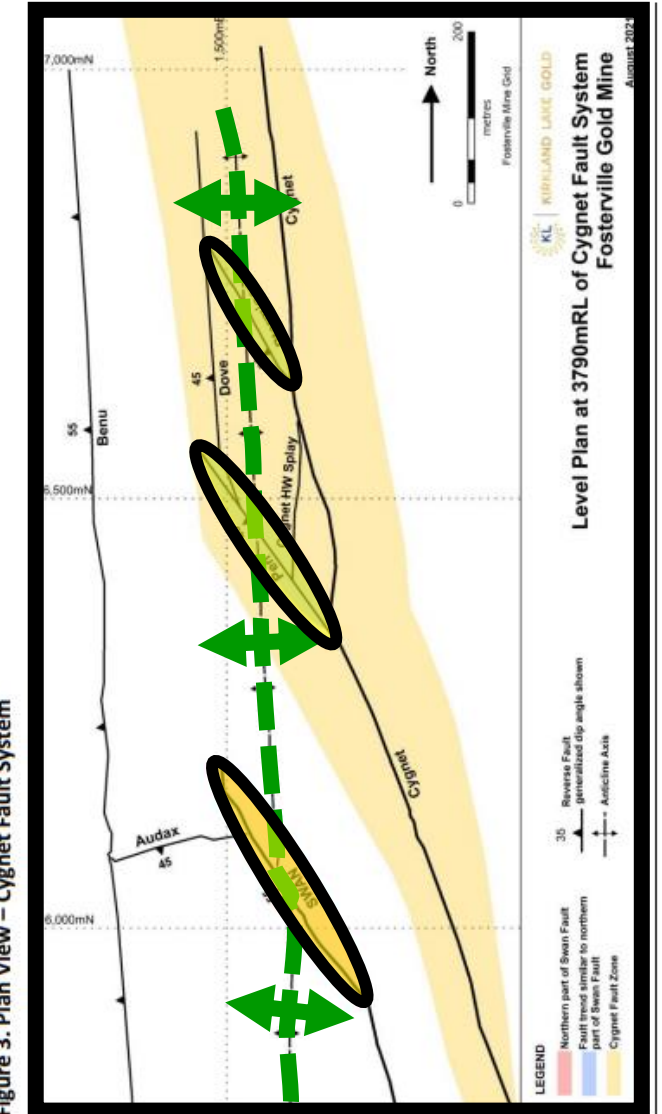 Figure 3. Plan View – Cygnet Fault System
7,000mN
6,500mN
6,000mN
Benu
55
Dove
45
Cygnet HW Splay
Cygnet
Cygnet
Audax
45
SWAN
North
200
0
metres
Fosterville Mine Grid
KL | KIRKLAND LAKE GOLD
Level Plan at 3790mRL of Cygnet Fault System
Fosterville Gold Mine
August 2021
LEGEND
Northern part of Swan Fault
Fault trend similar to northern
part of Swan Fault
Cygnet Fault Zone
35
Reverse Fault
generalized dip angle shown
Anticline Axis